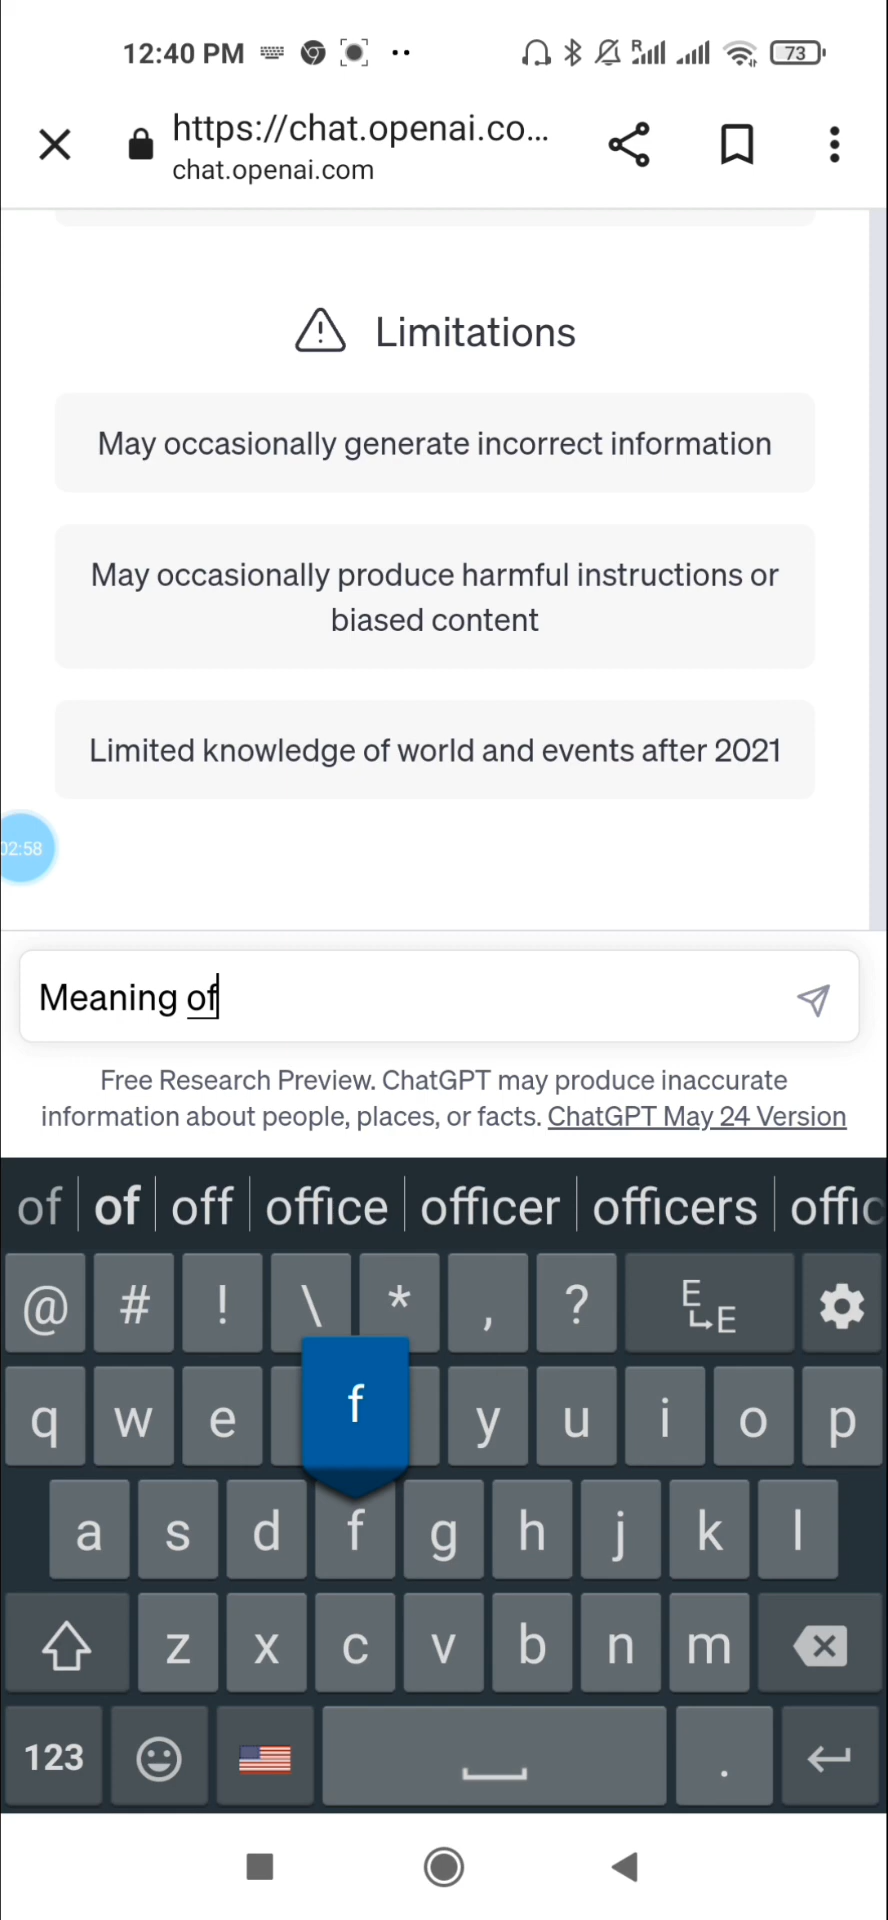 12:40 PM
R
73
https://chat.openai.co...
chat.openai.com
Limitations
May occasionally generate incorrect information
May occasionally produce harmful instructions or
biased content
Limited knowledge of world and events after 2021
02:58
Meaning of
Free Research Preview. ChatGPT may produce inaccurate
information about people, places, or facts. ChatGPT May 24 Version
of of off office officer officers offic
@ # ! \ * , ? E E
f
q w e y u i o p
a s d f g h j k l
z x c v b n m
123 .